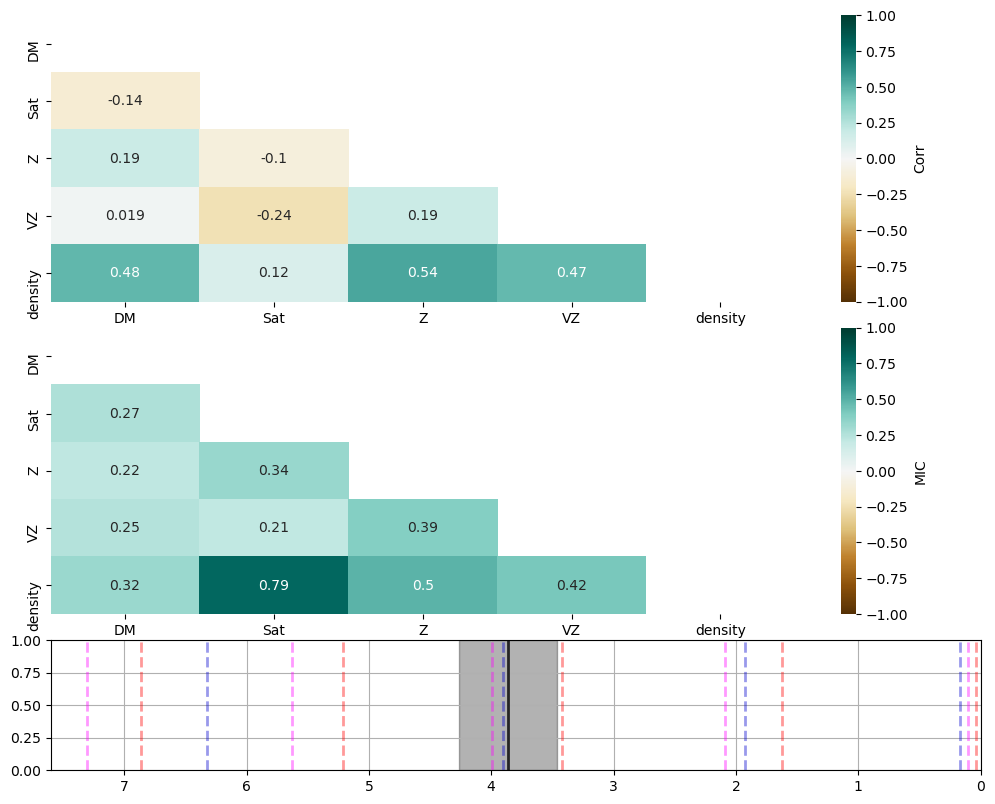 DM
Sat
Z
VZ
density
-0.14
0.19
-0.1
0.019
-0.24
0.19
0.48
0.12
0.54
0.47
DM
Sat
Z
VZ
density
1.00
0.75
0.50
0.25
0.00
−0.25
−0.50
−0.75
−1.00
Corr
DM
Sat
Z
VZ
density
0.27
0.22
0.34
0.25
0.21
0.39
0.32
0.79
0.5
0.42
DM
Sat
Z
VZ
density
1.00
0.75
0.50
0.25
0.00
−0.25
−0.50
−0.75
−1.00
MIC
1.00
0.75
0.50
0.25
0.00
7
6
5
4
3
2
1
0